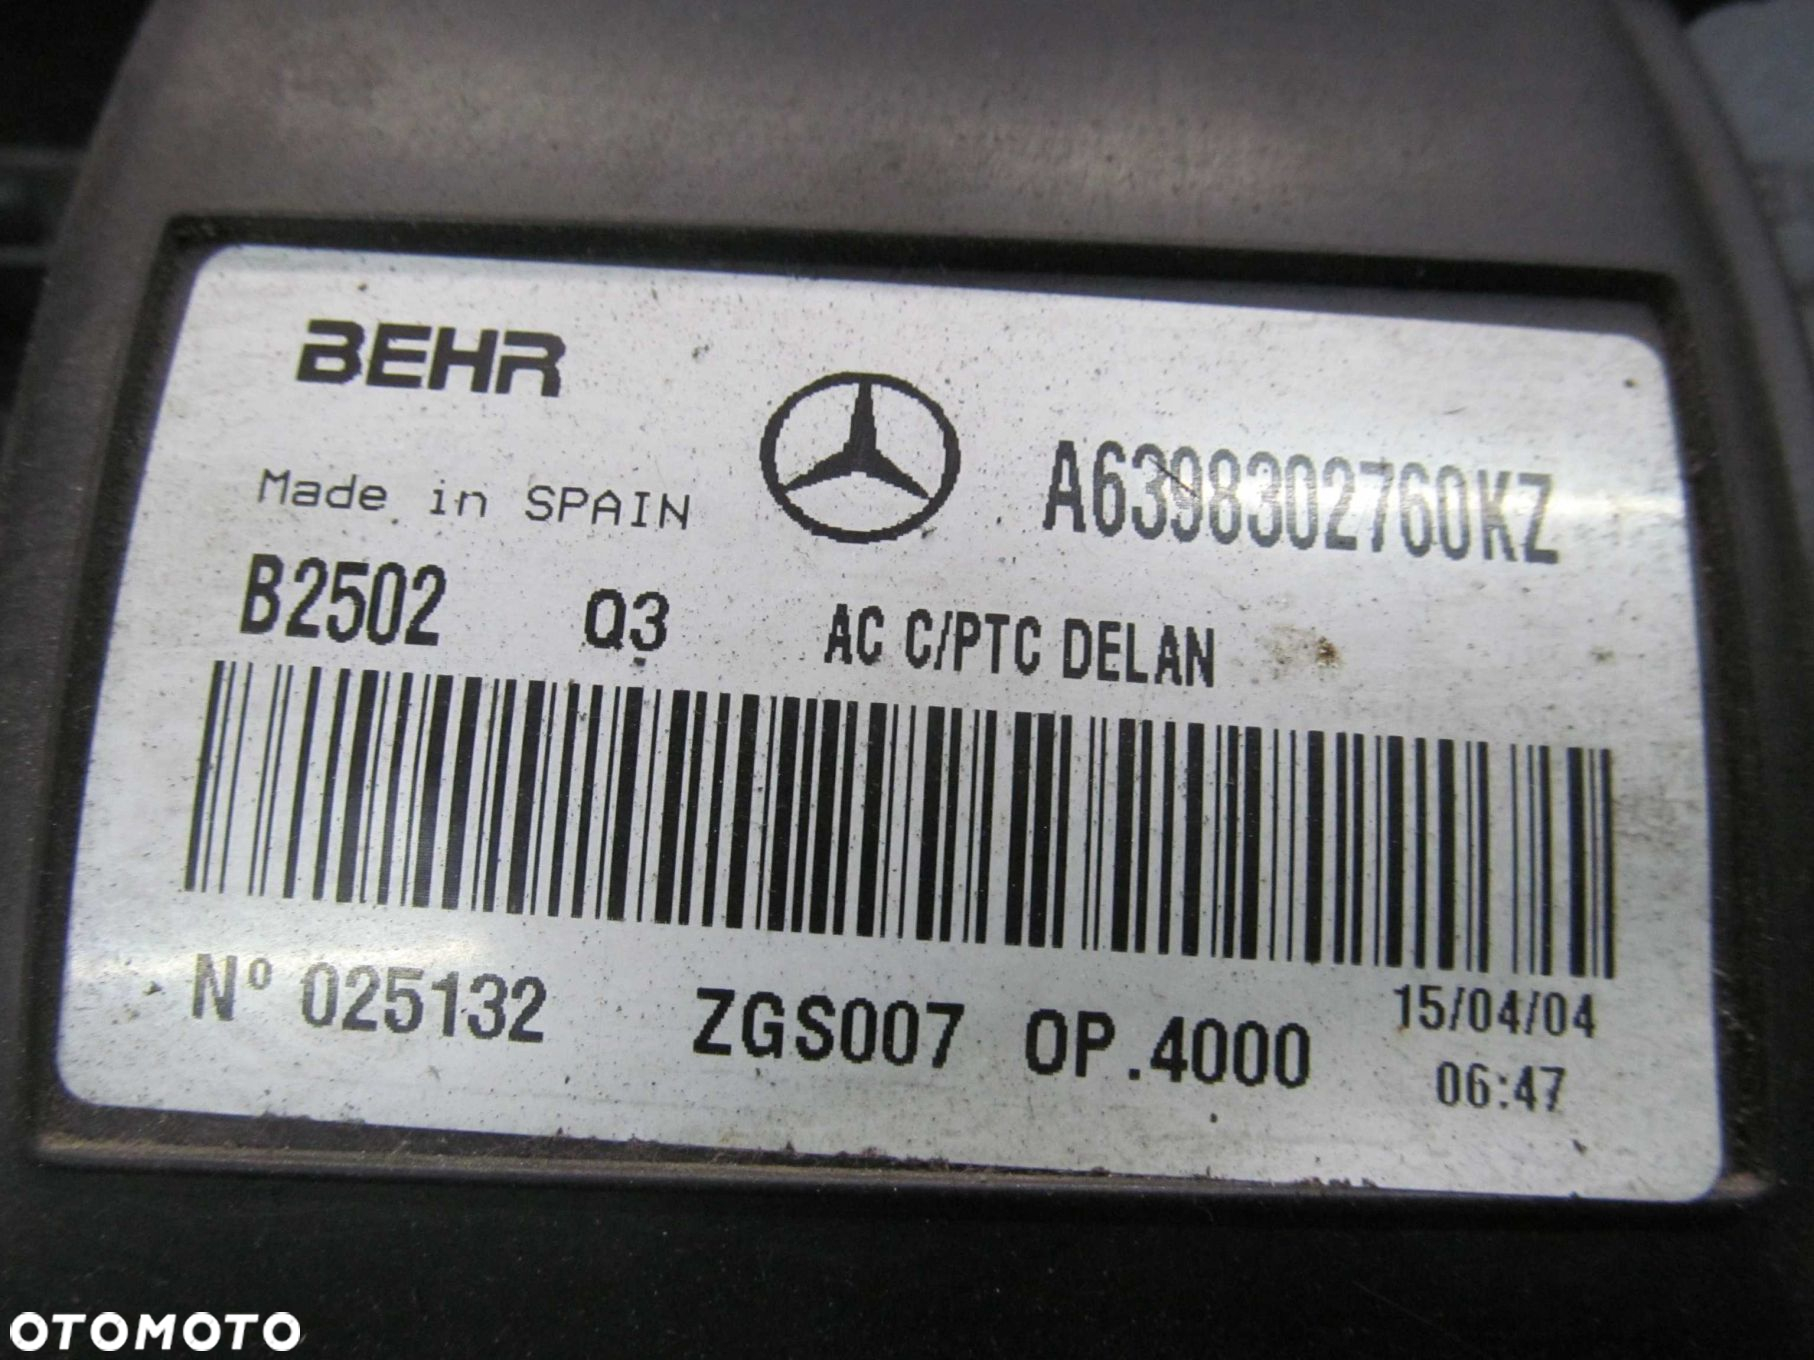 BEHR
Made in SPAIN
A6398302760KZ
B2502 Q3 AC C/PTC DELAN
Nº 025132 ZGS007 OP.4000 15/04/04
06:47
OTOMOTO